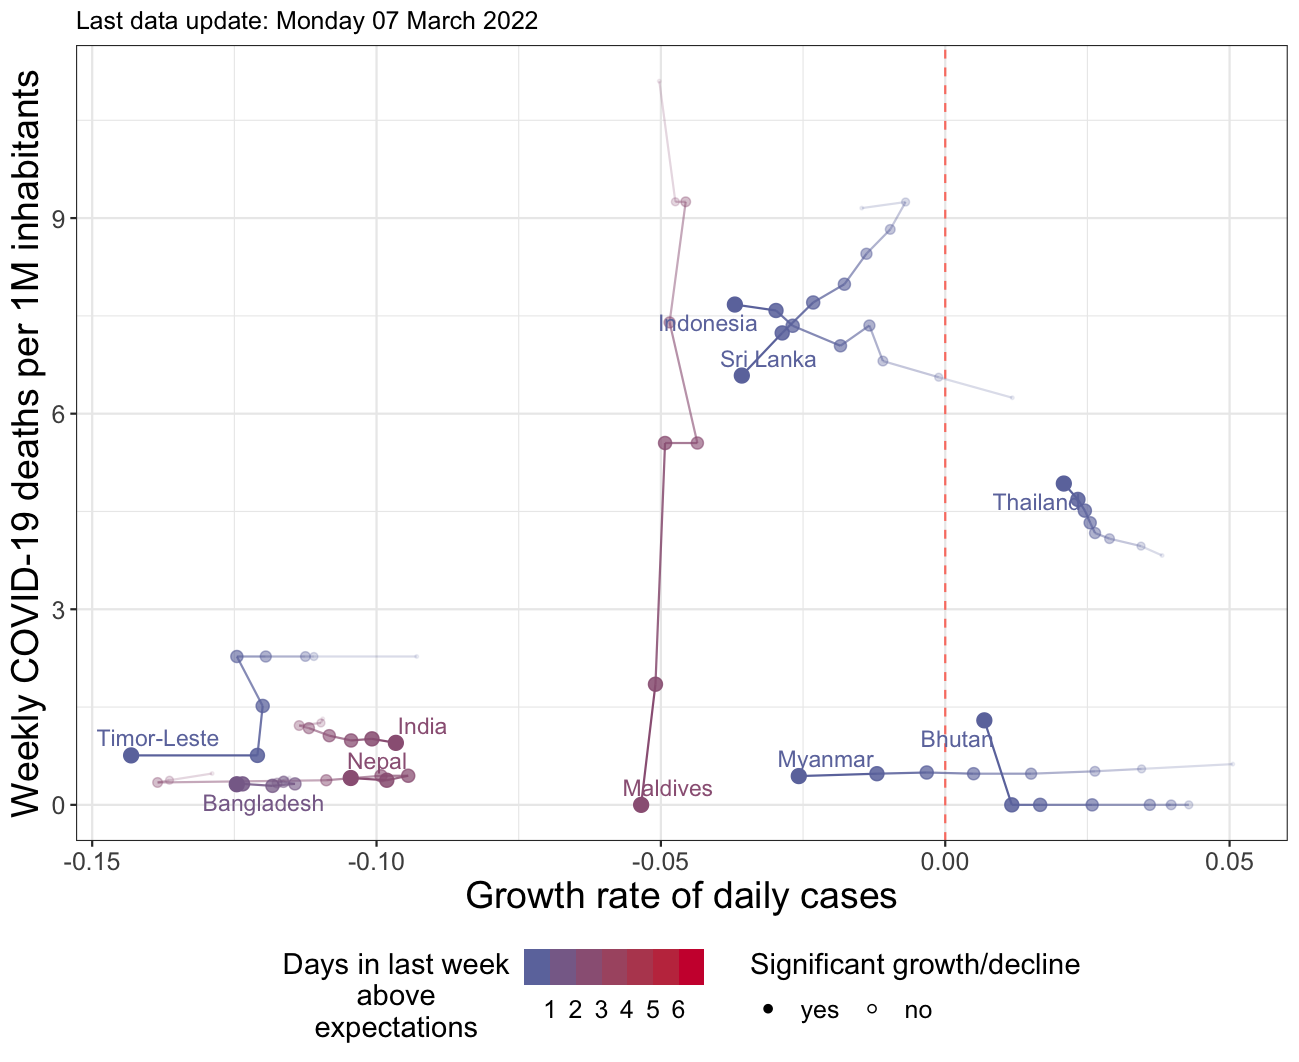 Last data update: Monday 07 March 2022
Weekly COVID-19 deaths per 1M inhabitants
9
6
3
0
Indonesia
Sri Lanka
Thailand
Timor-Leste
India
Nepal
Bangladesh
Maldives
Myanmar
Bhutan
-0.15
-0.10
-0.05
0.00
0.05
Growth rate of daily cases
Days in last week
above
expectations
1 2 3 4 5 6
Significant growth/decline
yes
no